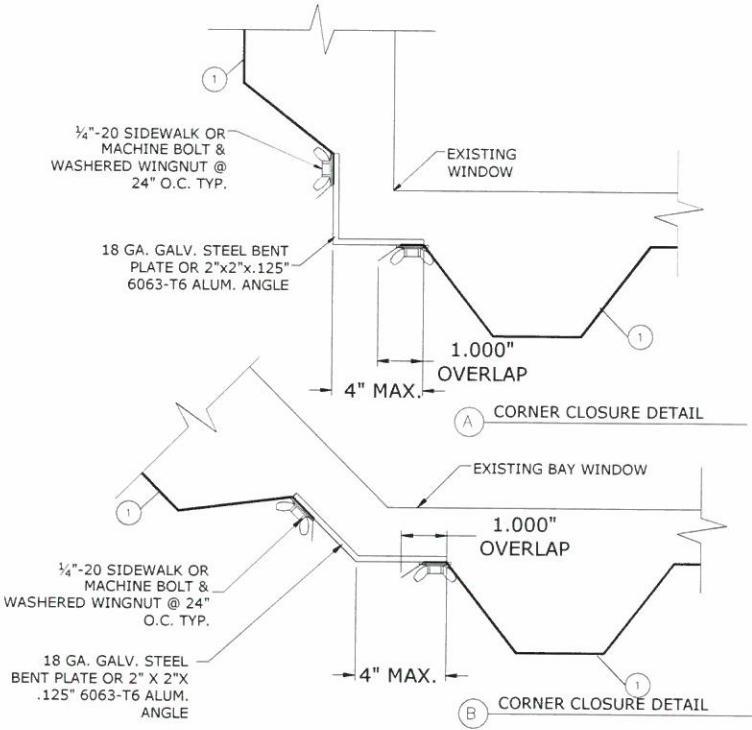 1
¼"-20 SIDEWALK OR
MACHINE BOLT &
WASHERED WINGNUT @
24" O.C. TYP.
EXISTING
WINDOW
18 GA. GALV. STEEL BENT
PLATE OR 2"x2"x.125"
6063-T6 ALUM. ANGLE
1
1.000"
OVERLAP
4" MAX.
A CORNER CLOSURE DETAIL
EXISTING BAY WINDOW
1
1.000"
OVERLAP
¼"-20 SIDEWALK OR
MACHINE BOLT &
WASHERED WINGNUT @ 24"
O.C. TYP.
18 GA. GALV. STEEL
BENT PLATE OR 2" X 2"X
.125" 6063-T6 ALUM.
ANGLE
4" MAX.
1
B CORNER CLOSURE DETAIL